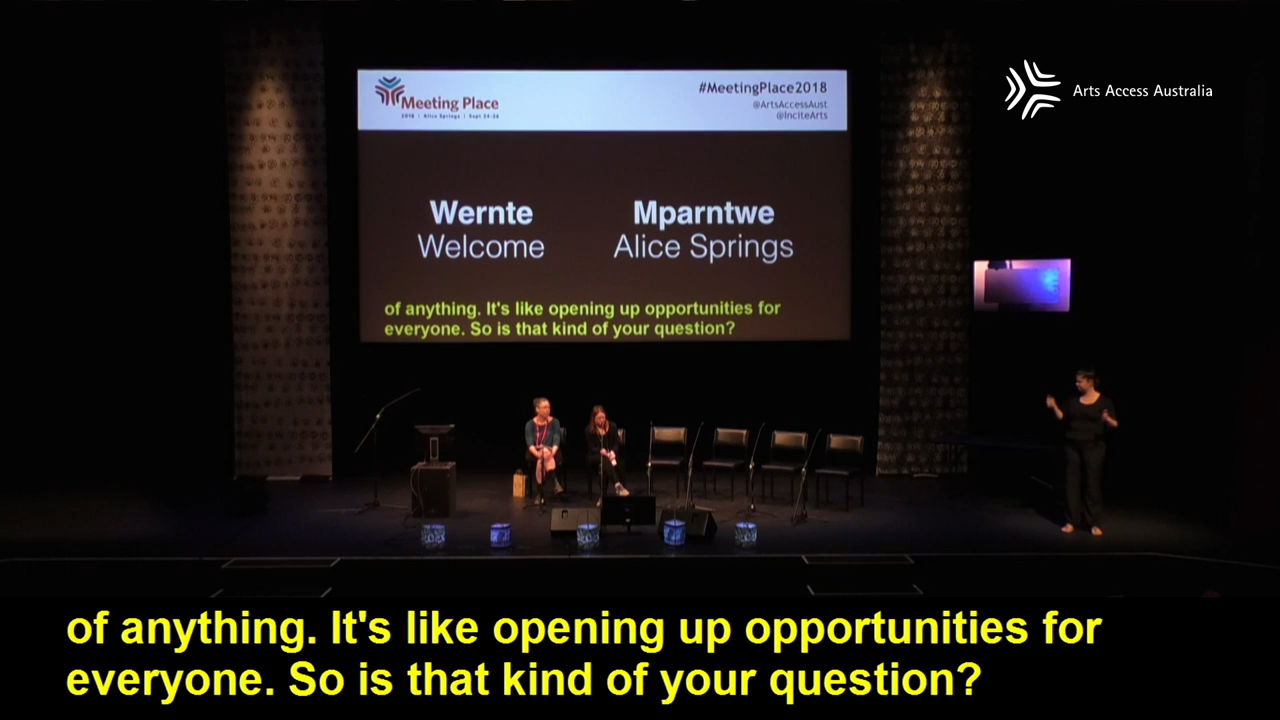 #MeetingPlace2018
@ArtsAccessAust
@InciteArts
Meeting Place
2018 | Alice Springs | Sept 24-26
Arts Access Australia
Wernte
Welcome
Mparntwe
Alice Springs
of anything. It's like opening up opportunities for
everyone. So is that kind of your question?
of anything. It's like opening up opportunities for
everyone. So is that kind of your question?